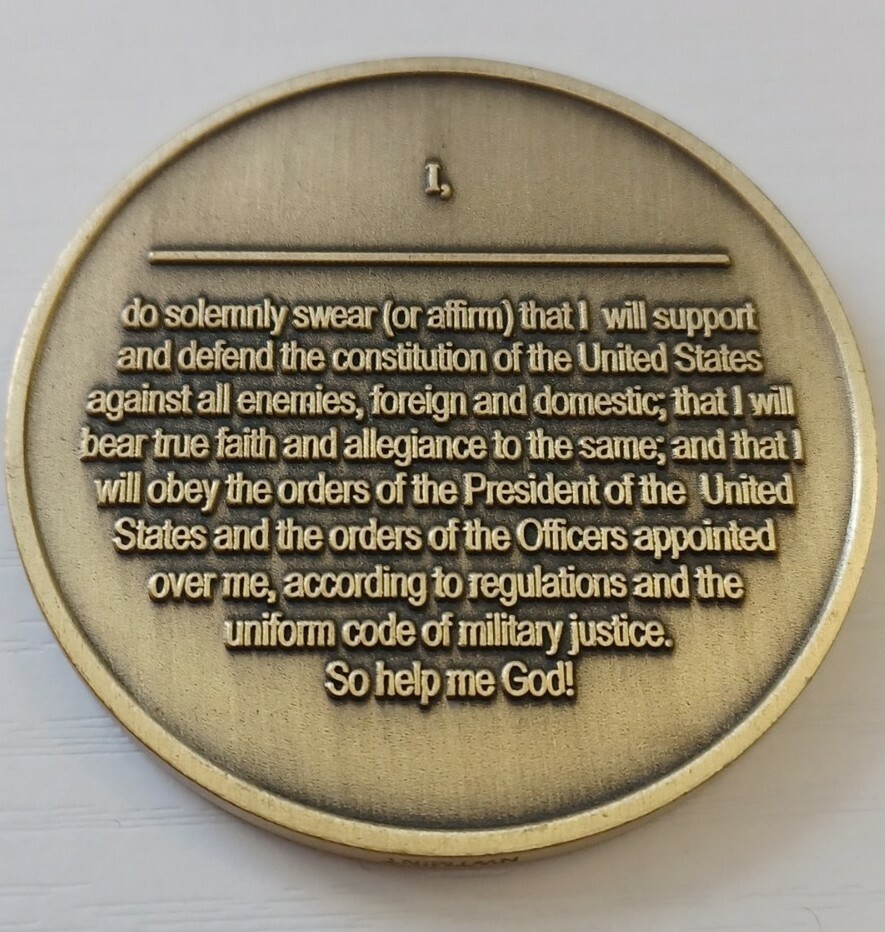 I,
do solemnly swear (or affirm) that I will support
and defend the constitution of the United States
against all enemies, foreign and domestic; that I will
bear true faith and allegiance to the same; and that I
will obey the orders of the President of the United
States and the orders of the Officers appointed
over me, according to regulations and the
uniform code of military justice.
So help me God!